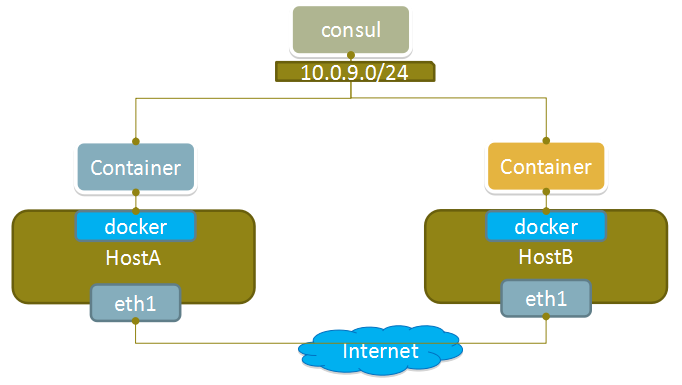 consul
10.0.9.0/24
Container
Container
docker
docker
HostA
HostB
eth1
eth1
Internet